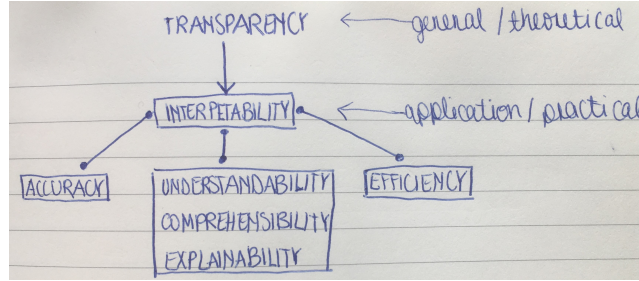 TRANSPARENCY ← general / theoretical
INTERPETABILITY ← application / practical
ACCURACY
UNDERSTANDABILITY
COMPREHENSIBILITY
EXPLAINABILITY
EFFICIENCY